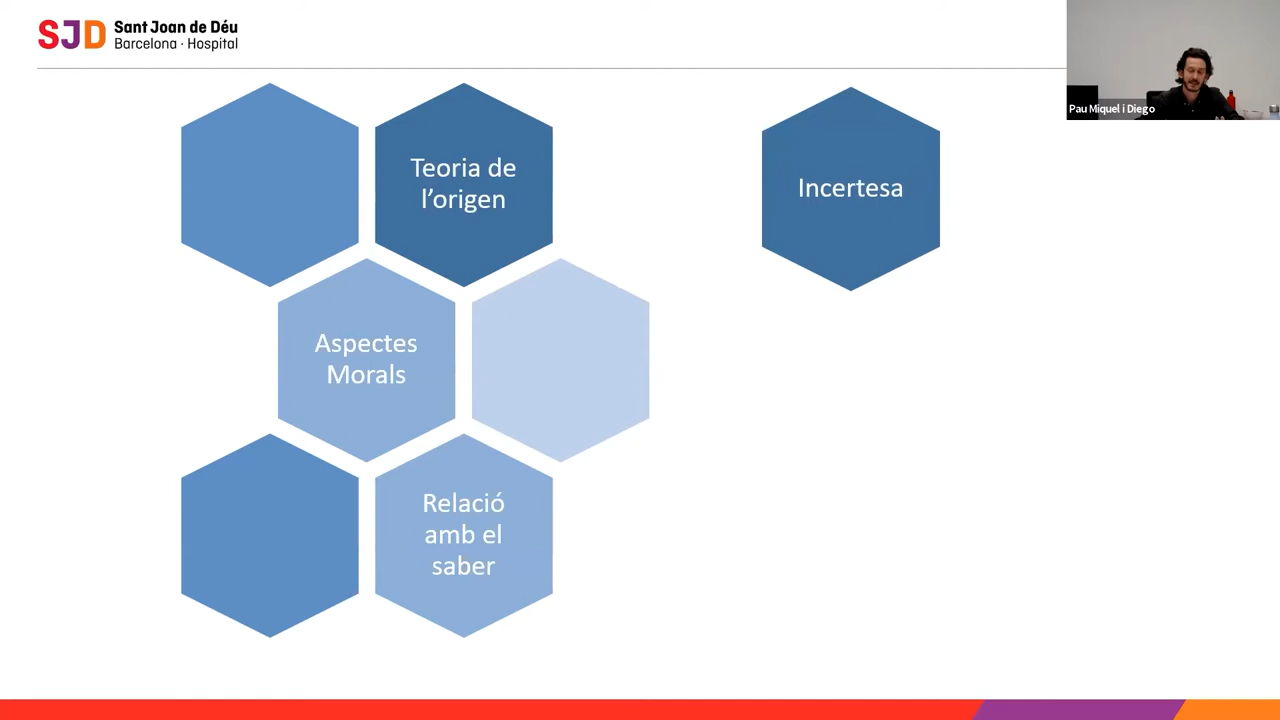 SJD Sant Joan de Déu
Barcelona · Hospital
Pau Miquel i Diego
Teoria de
l’origen
Incertesa
Aspectes
Morals
Relació
amb el
saber